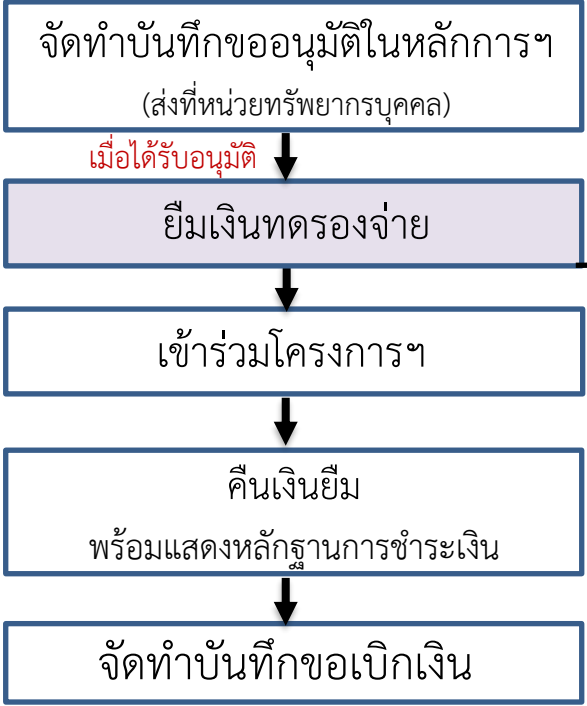 จัดทำบันทึกขออนุมัติในหลักการฯ
(ส่งที่หน่วยทรัพยากรบุคคล)
เมื่อได้รับอนุมัติ
ยืมเงินทดรองจ่าย
เข้าร่วมโครงการฯ
คืนเงินยืม
พร้อมแสดงหลักฐานการชำระเงิน
จัดทำบันทึกขอเบิกเงิน